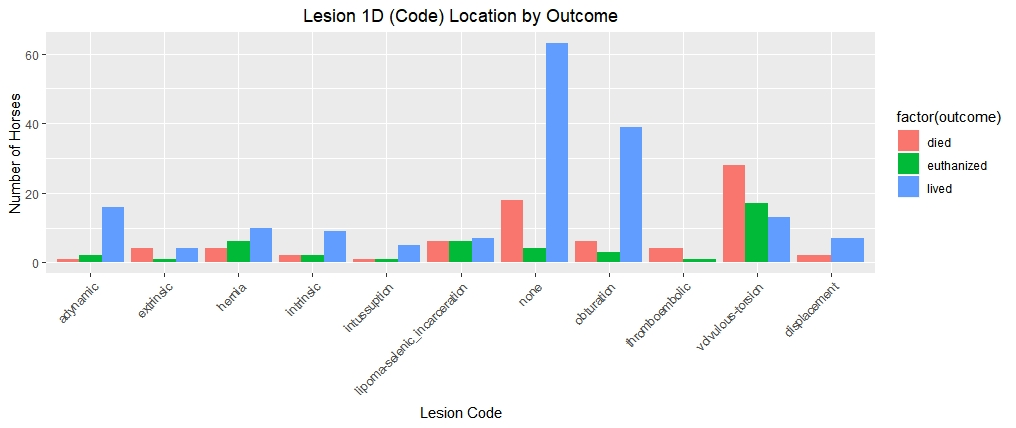 Lesion 1D (Code) Location by Outcome
60
40
20
0
Number of Horses
adynamic
extrinsic
hernia
intrinsic
intussuption
lipoma-selenic_incarceration
none
obturation
thromboembolic
volvulous-torsion
displacement
Lesion Code
factor(outcome)
died
euthanized
lived